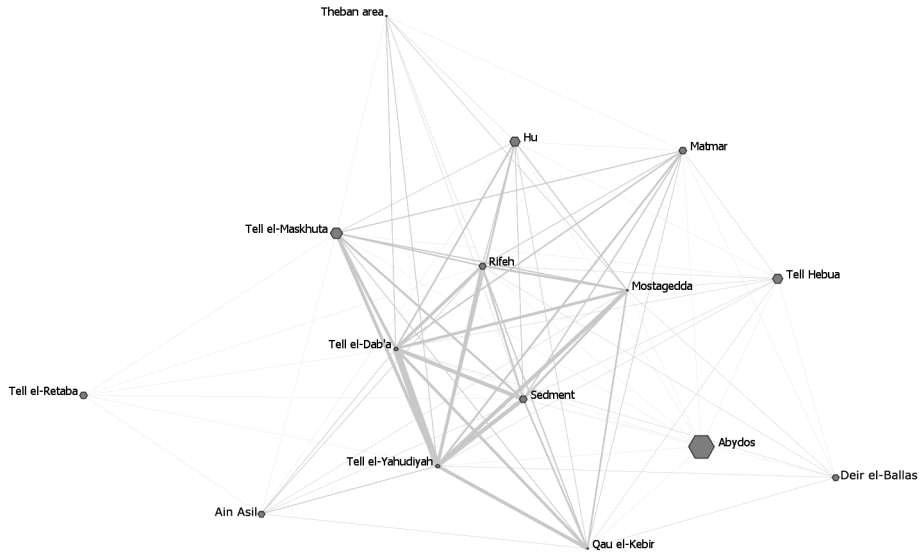 Theban area
Hu
Matmar
Tell el-Maskhuta
Rifeh
Tell Hebua
Mostagedda
Tell el-Dab'a
Tell el-Retaba
Sedment
Abydos
Tell el-Yahudiyah
Deir el-Ballas
Ain Asil
Qau el-Kebir